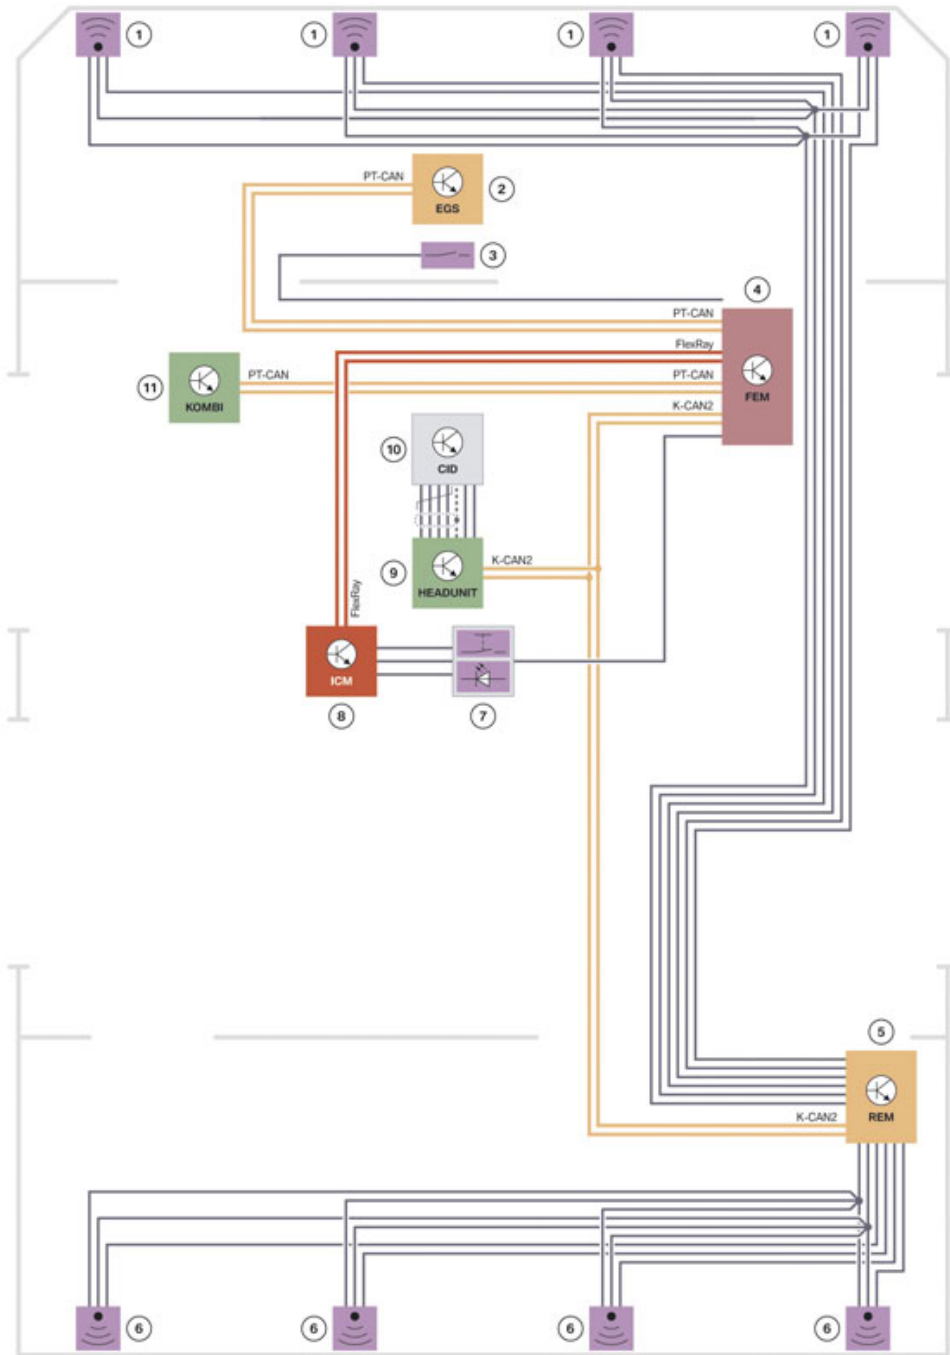 1
1
1
1
PT-CAN
EGS
2
3
4
PT-CAN
FlexRay
PT-CAN
PT-CAN
K-CAN2
FEM
11
KOMBI
10
CID
K-CAN2
9
HEADUNIT
FlexRay
ICM
8
7
5
REM
K-CAN2
6
6
6
6